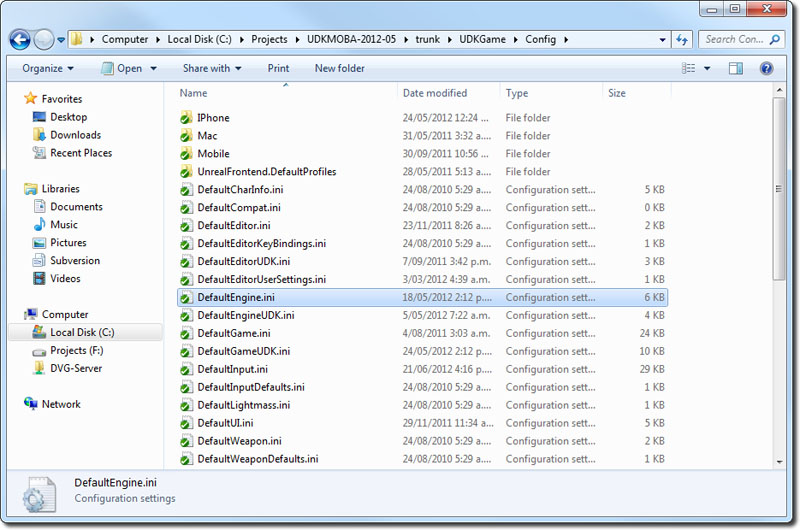 Computer Local Disk (C:) Projects UDKMOBA-2012-05 trunk UDKGame Config Search Con...
Organize Open Share with Print New folder
Name Date modified Type Size
Favorites
Desktop
Downloads
Recent Places
Libraries
Documents
Music
Pictures
Subversion
Videos
Computer
Local Disk (C:)
Projects (F:)
DVG-Server
Network
IPhone 24/05/2012 12:24 ... File folder
Mac 31/05/2011 3:32 a.... File folder
Mobile 30/09/2011 10:56 ... File folder
UnrealFrontend.DefaultProfiles 28/05/2011 5:13 a.... File folder
DefaultCharInfo.ini 24/08/2010 5:29 a.... Configuration sett... 5 KB
DefaultCompat.ini 24/08/2010 5:29 a.... Configuration sett... 0 KB
DefaultEditor.ini 23/11/2011 8:26 a.... Configuration sett... 2 KB
DefaultEditorKeyBindings.ini 24/08/2010 5:29 a.... Configuration sett... 1 KB
DefaultEditorUDK.ini 7/09/2011 3:42 p.m. Configuration sett... 3 KB
DefaultEditorUserSettings.ini 3/03/2012 4:39 a.m. Configuration sett... 1 KB
DefaultEngine.ini 18/05/2012 2:12 p.... Configuration sett... 6 KB
DefaultEngineUDK.ini 5/05/2012 7:22 a.m. Configuration sett... 4 KB
DefaultGame.ini 4/08/2011 3:03 a.m. Configuration sett... 24 KB
DefaultGameUDK.ini 24/05/2012 2:12 p.... Configuration sett... 10 KB
DefaultInput.ini 21/06/2012 4:16 p.... Configuration sett... 29 KB
DefaultInputDefaults.ini 24/08/2010 5:29 a.... Configuration sett... 1 KB
DefaultLightmass.ini 24/08/2010 5:29 a.... Configuration sett... 1 KB
DefaultUI.ini 29/11/2011 11:34 a... Configuration sett... 5 KB
DefaultWeapon.ini 24/08/2010 5:29 a.... Configuration sett... 2 KB
DefaultWeaponDefaults.ini 24/08/2010 5:29 a.... Configuration sett... 1 KB
DefaultEngine.ini
Configuration settings